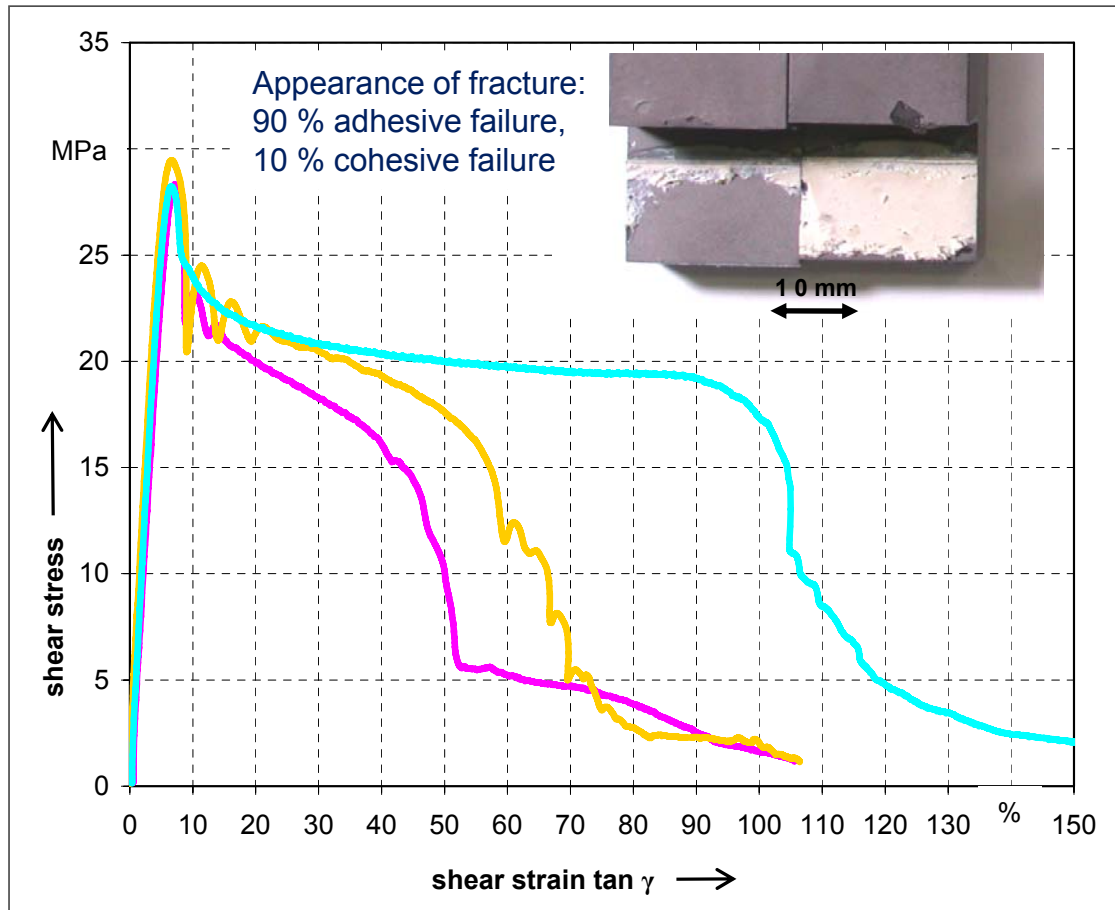 35
MPa
25
20
15
10
5
0
shear stress
Appearance of fracture:
90 % adhesive failure,
10 % cohesive failure
1 0 mm
0 10 20 30 40 50 60 70 80 90 100 110 120 130 % 150
shear strain tan γ